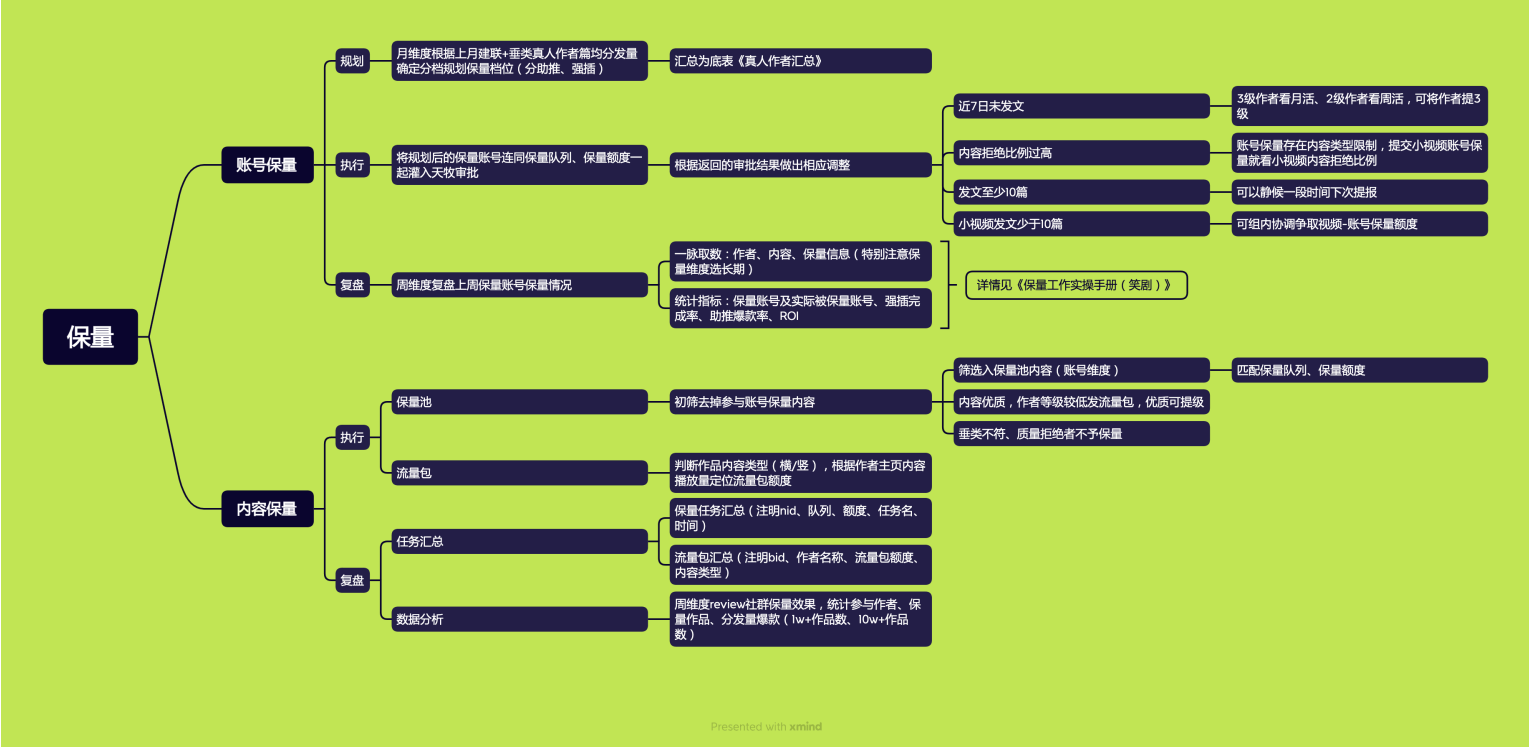 保量
账号保量
规划
月维度根据上月建联+垂类真人作者篇均分发量
确定分档规划保量档位（分助推、强插）
汇总为底表《真人作者汇总》
执行
将规划后的保量账号连同保量队列、保量额度一
起灌入天牧审批
根据返回的审批结果做出相应调整
近7日未发文
3级作者看月活、2级作者看周活，可将作者提3
级
内容拒绝比例过高
账号保量存在内容类型限制，提交小视频账号保
量就看小视频内容拒绝比例
发文至少10篇
可以静候一段时间下次提报
小视频发文少于10篇
可组内协调争取视频-账号保量额度
复盘
周维度复盘上周保量账号保量情况
一脉取数：作者、内容、保量信息（特别注意保
量维度选长期）
统计指标：保量账号及实际被保量账号、强插完
成率、助推爆款率、ROI
详情见《保量工作实操手册（笑剧）》
内容保量
执行
保量池
初筛去掉参与账号保量内容
筛选入保量池内容（账号维度）
匹配保量队列、保量额度
内容优质，作者等级较低发流量包，优质可提级
垂类不符、质量拒绝者不予保量
流量包
判断作品内容类型（横/竖），根据作者主页内容
播放量定位流量包额度
复盘
任务汇总
保量任务汇总（注明nid、队列、额度、任务名、
时间）
流量包汇总（注明bid、作者名称、流量包额度、
内容类型）
数据分析
周维度review社群保量效果，统计参与作者、保
量作品、分发量爆款（1w+作品数、10w+作品
数）
Presented with xmind